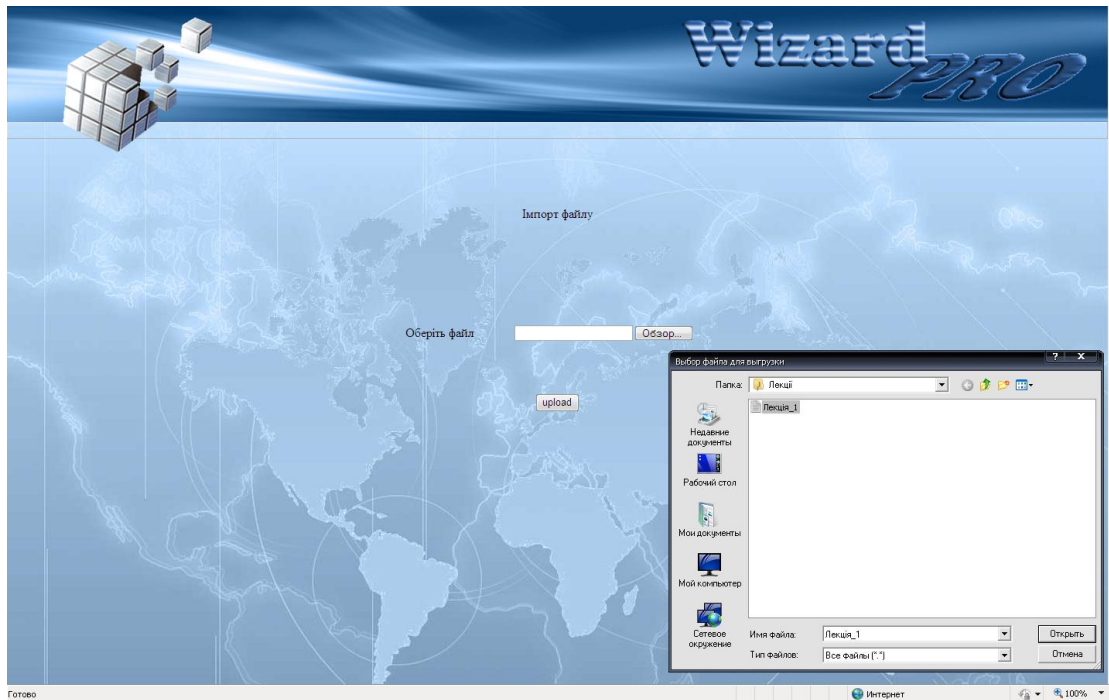 Wizard
PRO
Імпорт файлу
Оберіть файл
Обзор...
upload
Выбор файла для выгрузки
? X
Папка:
Лекції
Лекція_1
Недавние
документы
Рабочий стол
Мои документы
Мой компьютер
Сетевое
окружение
Имя файла:
Лекція_1
Открыть
Тип файлов:
Все файлы (*.*)
Отмена
Готово
Интернет
100%